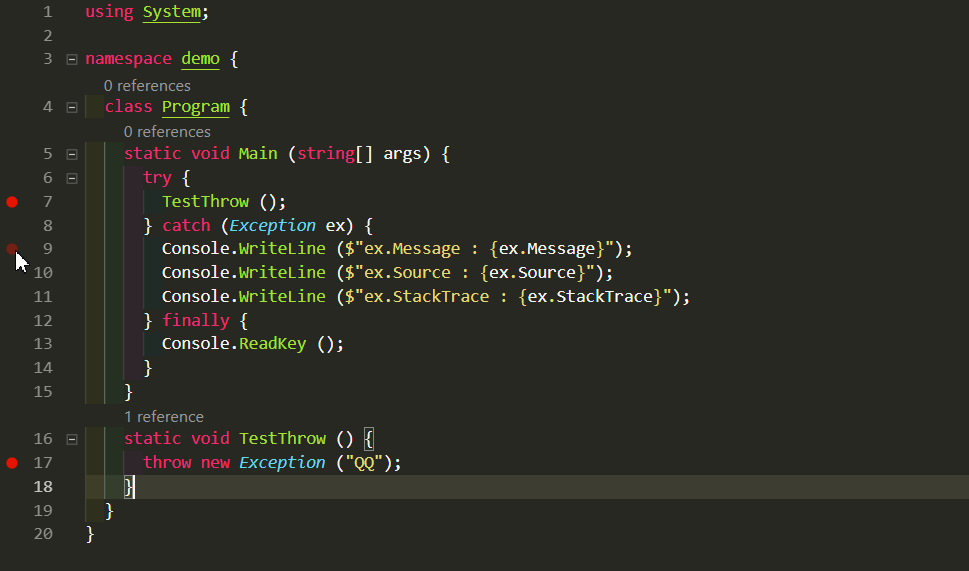 1 using System;
2
3 namespace demo {
0 references
4 class Program {
0 references
5 static void Main (string[] args) {
6 try {
7 TestThrow ();
8 } catch (Exception ex) {
9 Console.WriteLine ($"ex.Message : {ex.Message}");
10 Console.WriteLine ($"ex.Source : {ex.Source}");
11 Console.WriteLine ($"ex.StackTrace : {ex.StackTrace}");
12 } finally {
13 Console.ReadKey ();
14 }
15 }
1 reference
16 static void TestThrow () {
17 throw new Exception ("QQ");
18 }
19 }
20 }